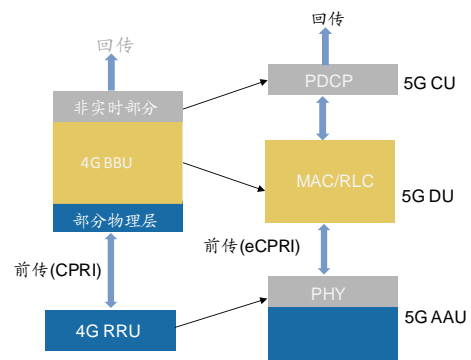 回传
非实时部分
4G BBU
部分物理层
前传(CPRI)
4G RRU
回传
PDCP
5G CU
MAC/RLC
5G DU
前传(eCPRI)
PHY
5G AAU